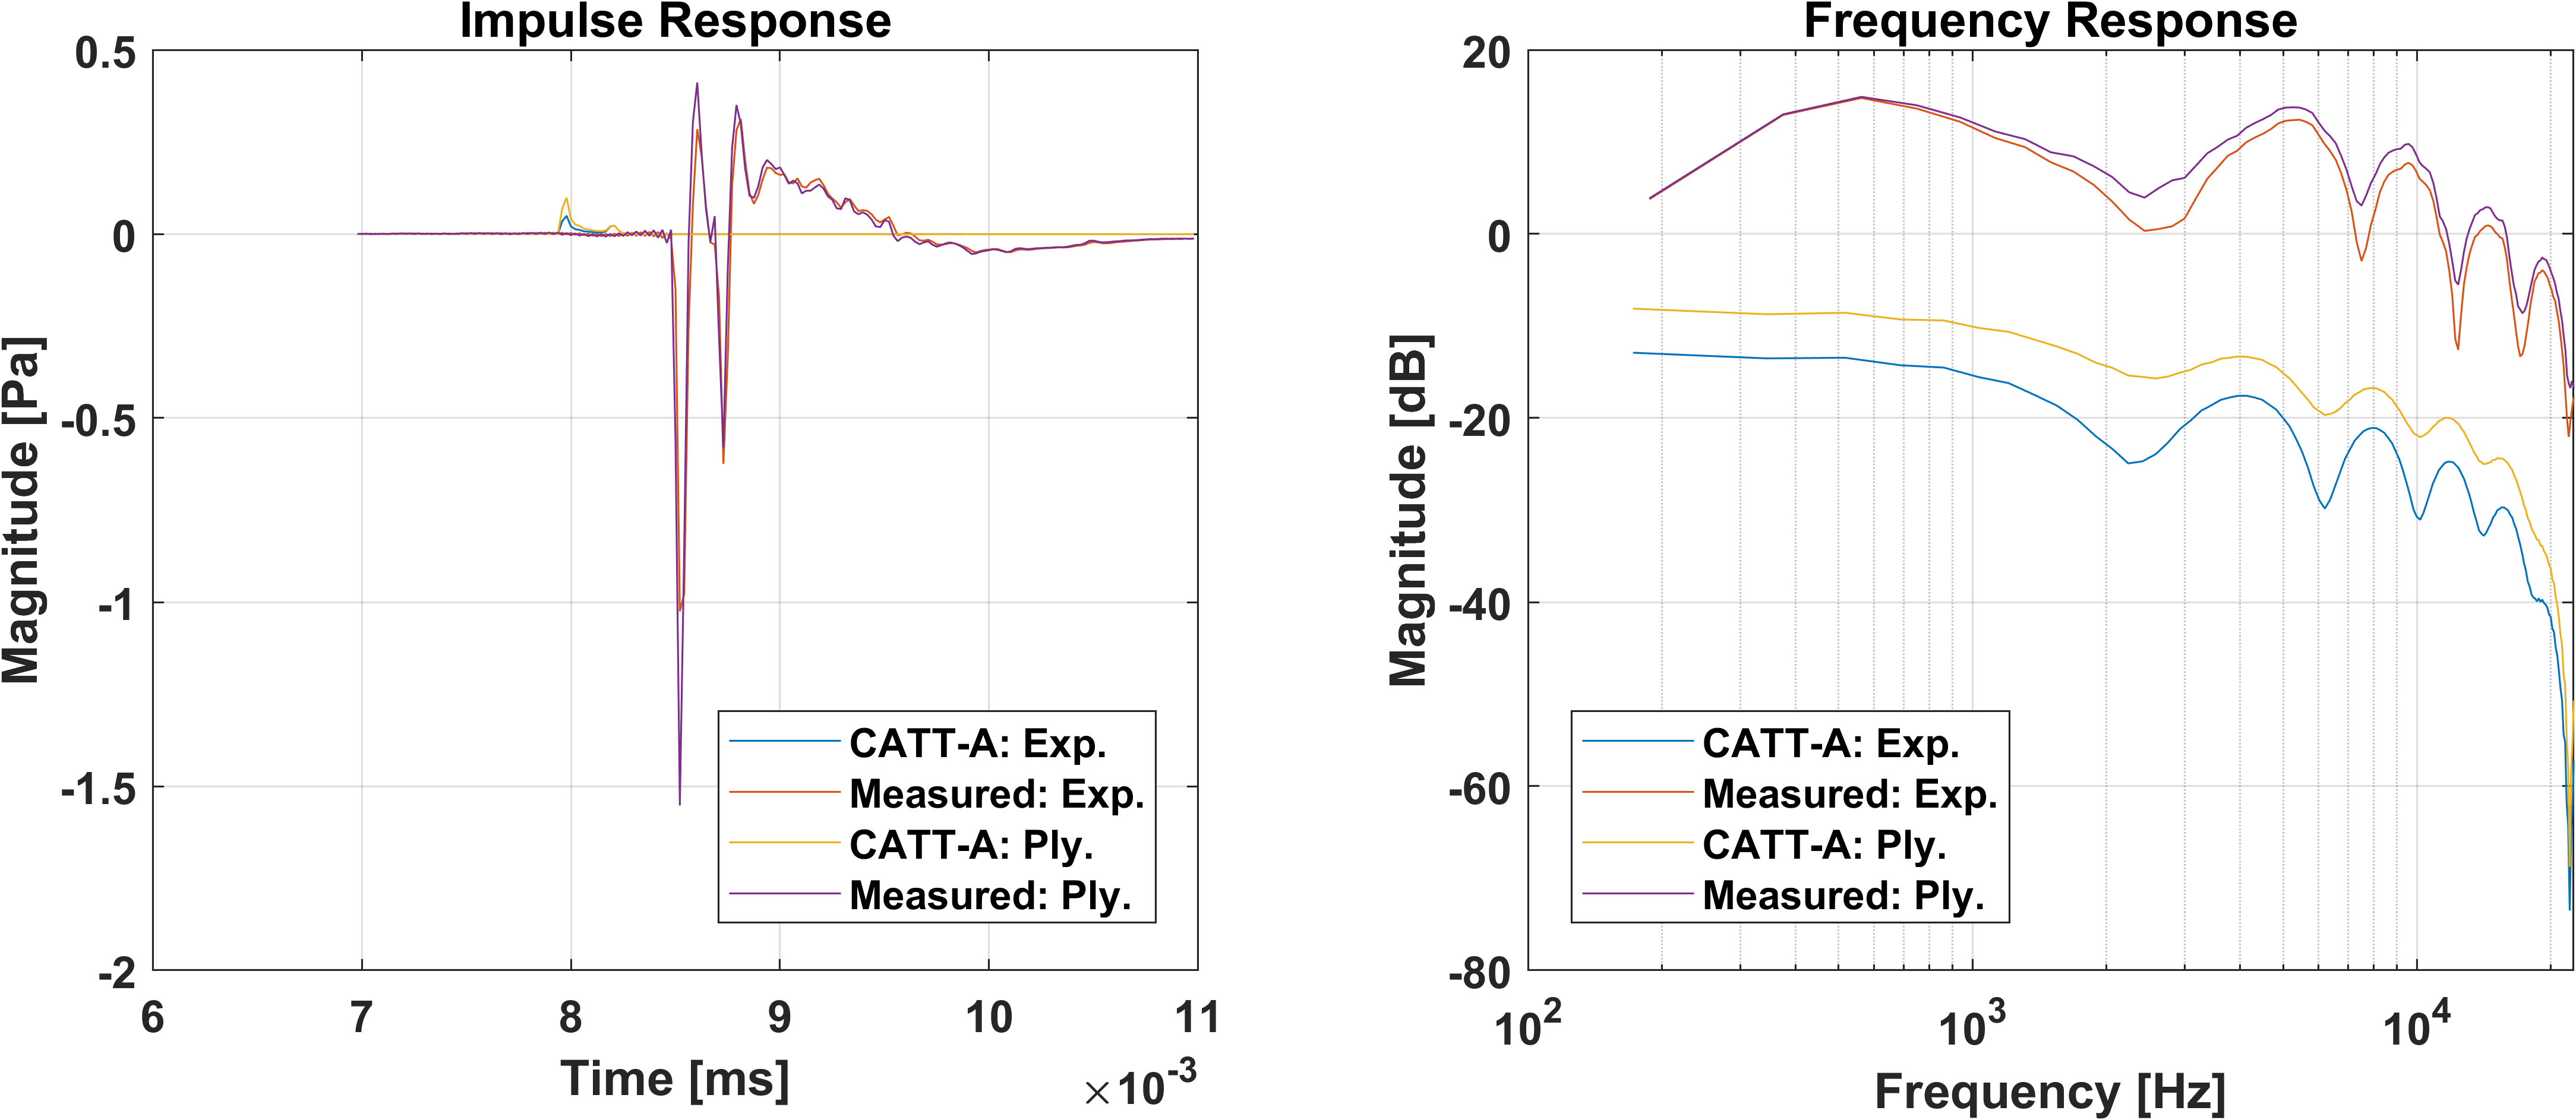 Impulse Response
0.5
0
-0.5
-1
-1.5
-2
Magnitude [Pa]
6 7 8 9 10 11
Time [ms]
×10-3
CATT-A: Exp.
Measured: Exp.
CATT-A: Ply.
Measured: Ply.
Frequency Response
20
0
-20
-40
-60
-80
Magnitude [dB]
10^2 10^3 10^4
Frequency [Hz]
CATT-A: Exp.
Measured: Exp.
CATT-A: Ply.
Measured: Ply.